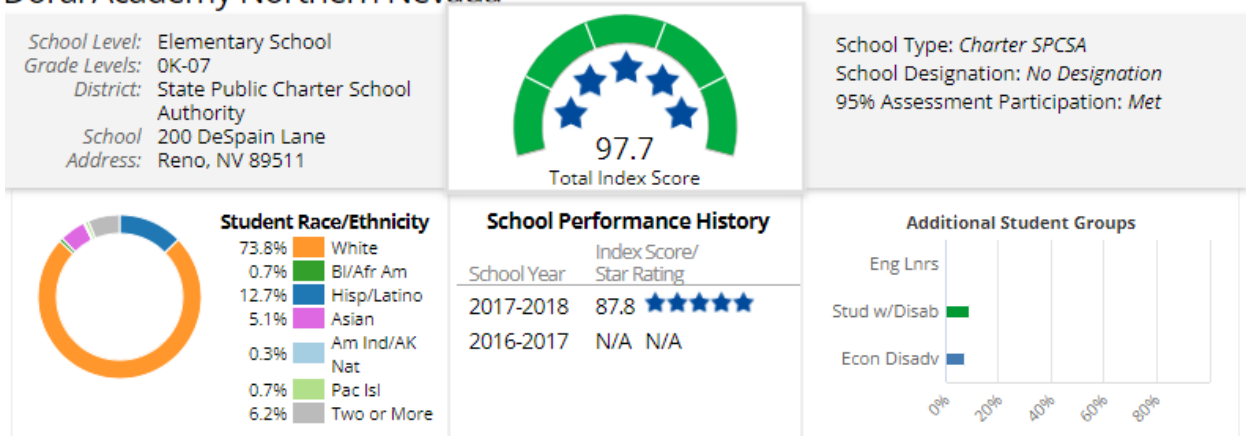 Doral Academy Northern Nevada
School Level: Elementary School
Grade Levels: 0K-07
District: State Public Charter School
Authority
School 200 DeSpain Lane
Address: Reno, NV 89511
97.7
Total Index Score
School Type: Charter SPCSA
School Designation: No Designation
95% Assessment Participation: Met
Student Race/Ethnicity
73.8% White
0.7% Bl/Afr Am
12.7% Hisp/Latino
5.1% Asian
0.3% Am Ind/AK
Nat
0.7% Pac Isl
6.2% Two or More
School Performance History
Index Score/
School Year Star Rating
2017-2018 87.8
2016-2017 N/A N/A
Additional Student Groups
Eng Lnrs
Stud w/Disab
Econ Disadv
0% 20% 40% 60% 80%